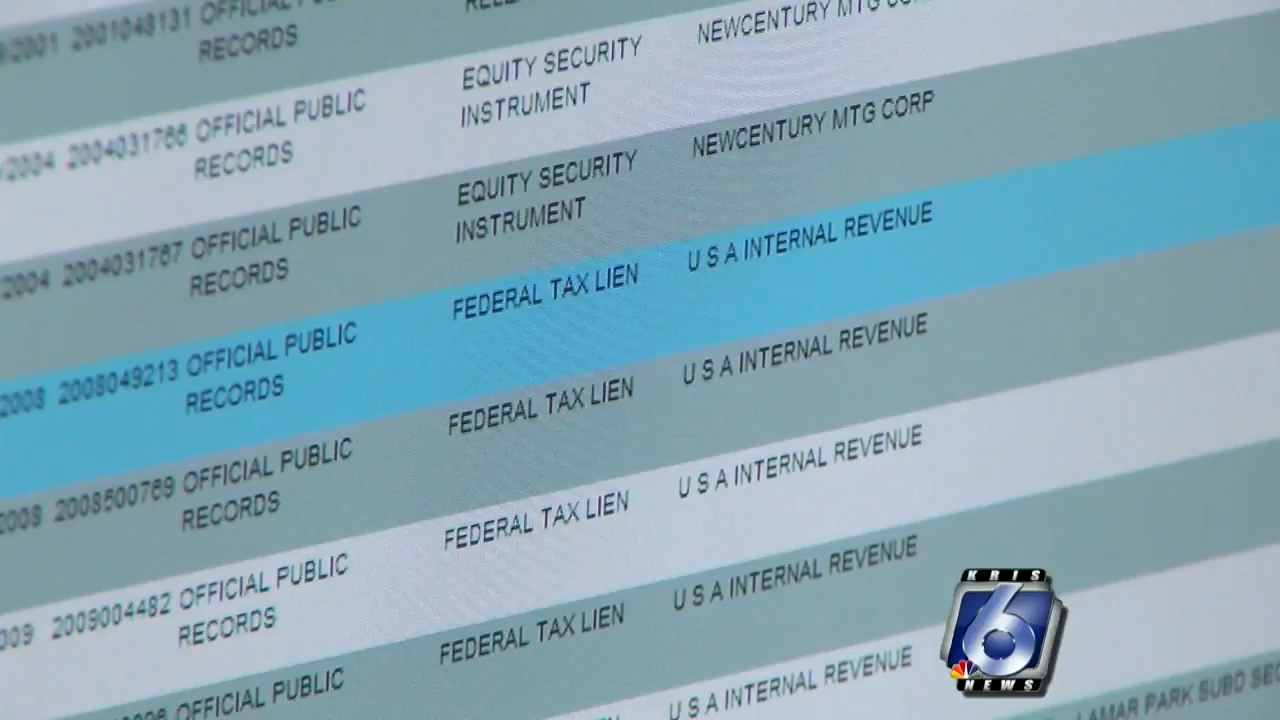 2001 2001048131 OFFICIAL
RECORDS
2004 2004031766 OFFICIAL PUBLIC
RECORDS
EQUITY SECURITY
INSTRUMENT
NEWCENTURY MTG
2004 2004031767 OFFICIAL PUBLIC
RECORDS
EQUITY SECURITY
INSTRUMENT
NEWCENTURY MTG CORP
2008 2008049213 OFFICIAL PUBLIC
RECORDS
FEDERAL TAX LIEN
U S A INTERNAL REVENUE
2008 2008500769 OFFICIAL PUBLIC
RECORDS
FEDERAL TAX LIEN
U S A INTERNAL REVENUE
009 2009004482 OFFICIAL PUBLIC
RECORDS
FEDERAL TAX LIEN
U S A INTERNAL REVENUE
OFFICIAL PUBLIC
FEDERAL TAX LIEN
U S A INTERNAL REVENUE
U S A INTERNAL REVENUE
LAMAR PARK SUBD
KRIS
6
NEWS